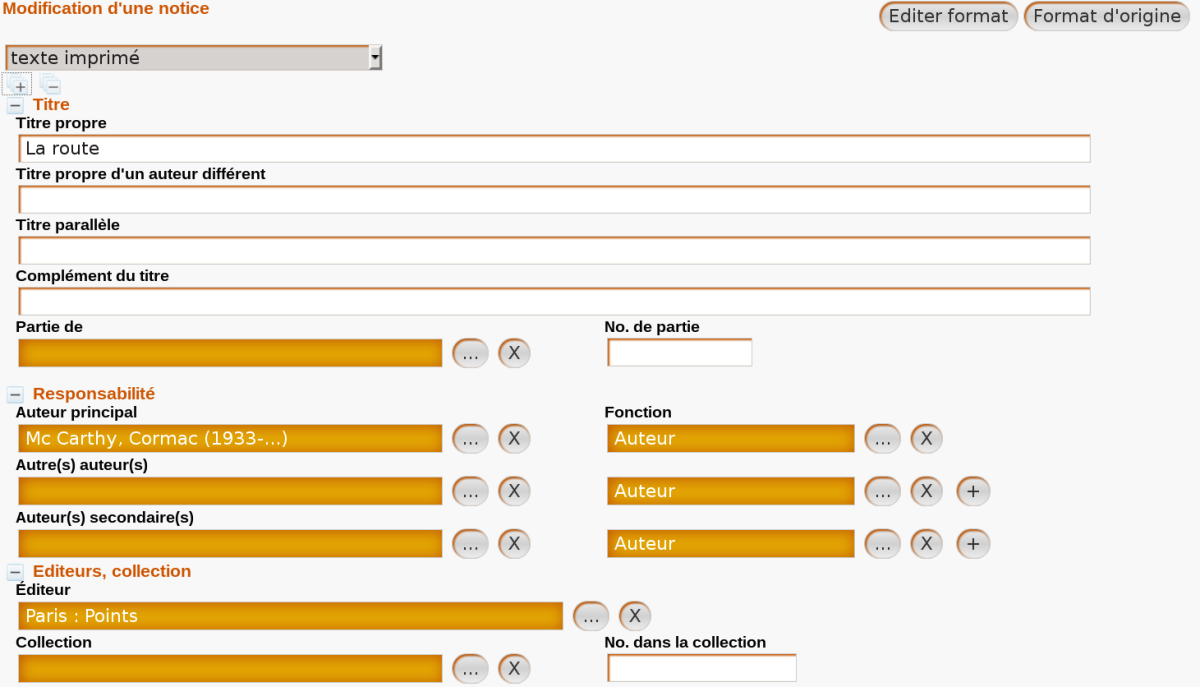 Modification d'une notice
Editer format Format d'origine
texte imprimé
Titre
Titre propre
La route
Titre propre d'un auteur différent
Titre parallèle
Complément du titre
Partie de No. de partie
... X
Responsabilité
Auteur principal Fonction
Mc Carthy, Cormac (1933-...) ... X Auteur ... X
Autre(s) auteur(s)
... X Auteur ... X +
Auteur(s) secondaire(s)
... X Auteur ... X +
Editeurs, collection
Éditeur
Paris : Points ... X
Collection No. dans la collection
... X